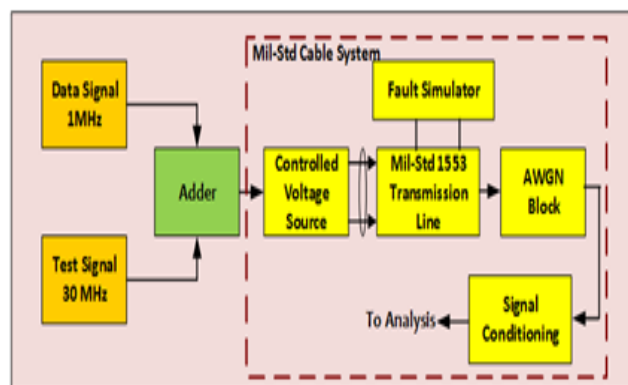 Mil-Std Cable System
Data Signal
1MHz
Fault Simulator
Adder
Controlled
Voltage
Source
Mil-Std 1553
Transmission
Line
AWGN
Block
Test Signal
30 MHz
Signal
Conditioning
To Analysis